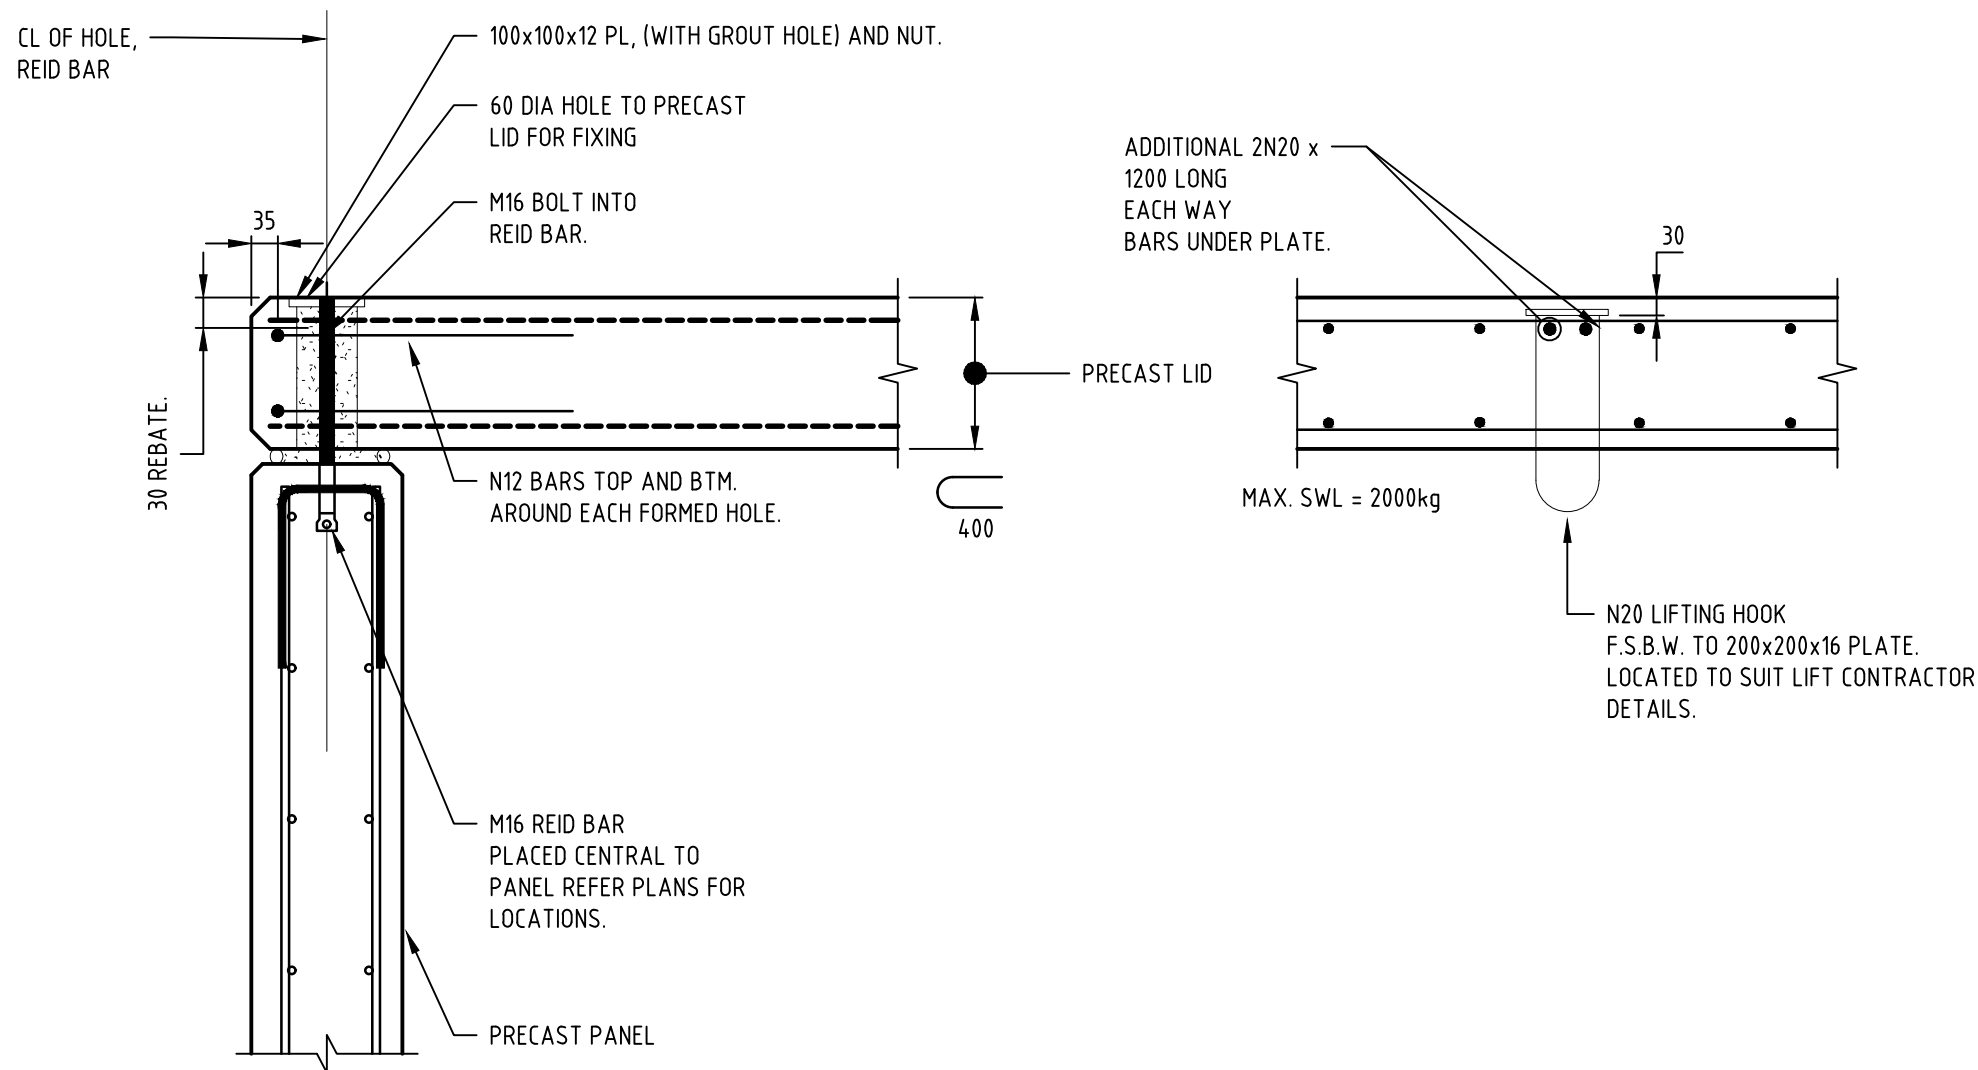 CL OF HOLE,
REID BAR
100x100x12 PL, (WITH GROUT HOLE) AND NUT.
60 DIA HOLE TO PRECAST
LID FOR FIXING
M16 BOLT INTO
REID BAR.
35
30 REBATE.
PRECAST LID
N12 BARS TOP AND BTM.
AROUND EACH FORMED HOLE.
400
M16 REID BAR
PLACED CENTRAL TO
PANEL REFER PLANS FOR
LOCATIONS.
PRECAST PANEL
ADDITIONAL 2N20 x
1200 LONG
EACH WAY
BARS UNDER PLATE.
30
MAX. SWL = 2000kg
N20 LIFTING HOOK
F.S.B.W. TO 200x200x16 PLATE.
LOCATED TO SUIT LIFT CONTRACTOR
DETAILS.